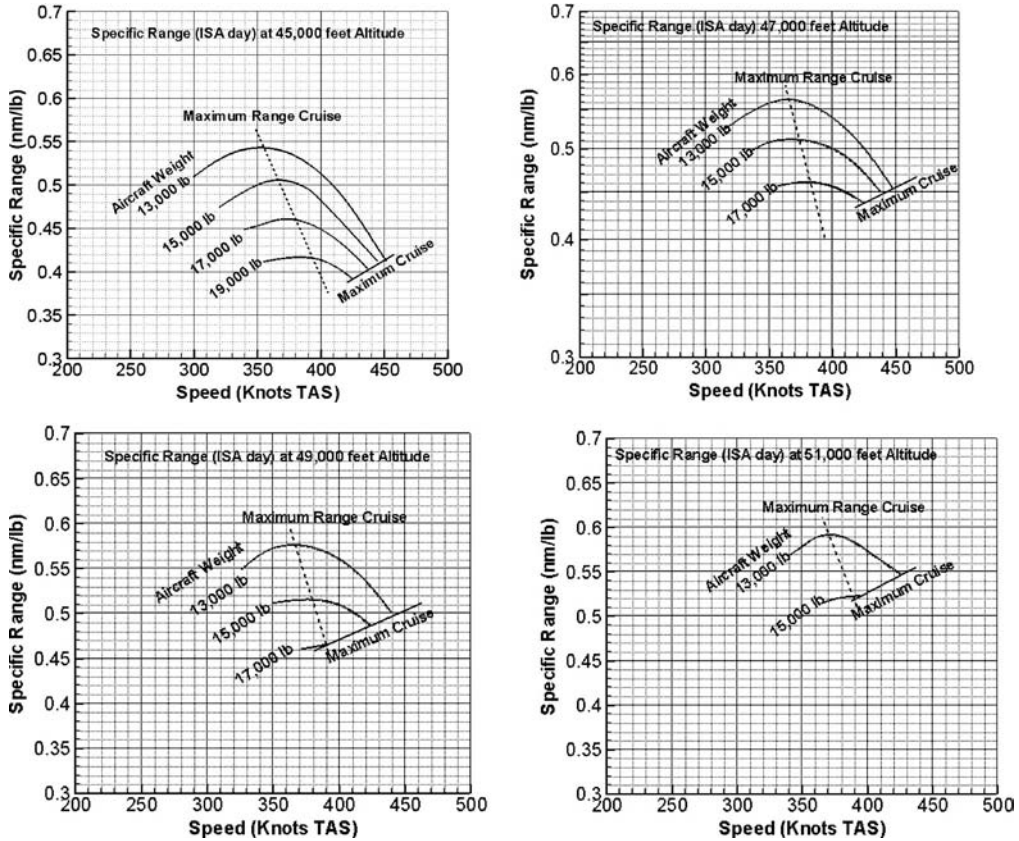 Specific Range (ISA day) at 45,000 feet Altitude
Maximum Range Cruise
Aircraft Weight
13,000 lb
15,000 lb
17,000 lb
19,000 lb
Maximum Cruise
Specific Range (nm/lb)
0.7
0.65
0.6
0.55
0.5
0.45
0.4
0.35
0.3
200 250 300 350 400 450 500
Speed (Knots TAS)
Specific Range (ISA day) 47,000 feet Altitude
Maximum Range Cruise
Aircraft Weight
13,000 lb
15,000 lb
17,000 lb
Maximum Cruise
Specific Range (nm/lb)
0.7
0.6
0.5
0.4
0.3
200 250 300 350 400 450 500
Speed (Knots TAS)
Specific Range (ISA day) at 49,000 feet Altitude
Maximum Range Cruise
Aircraft Weight
13,000 lb
15,000 lb
17,000 lb
Maximum Cruise
Specific Range (nm/lb)
0.7
0.65
0.6
0.55
0.5
0.45
0.4
0.35
0.3
200 250 300 350 400 450 500
Speed (Knots TAS)
Specific Range (ISA day) at 51,000 feet Altitude
Maximum Range Cruise
Aircraft Weight
13,000 lb
15,000 lb
Maximum Cruise
Specific Range (nm/lb)
0.7
0.65
0.6
0.55
0.5
0.45
0.4
0.35
0.3
200 250 300 350 400 450 500
Speed (Knots TAS)